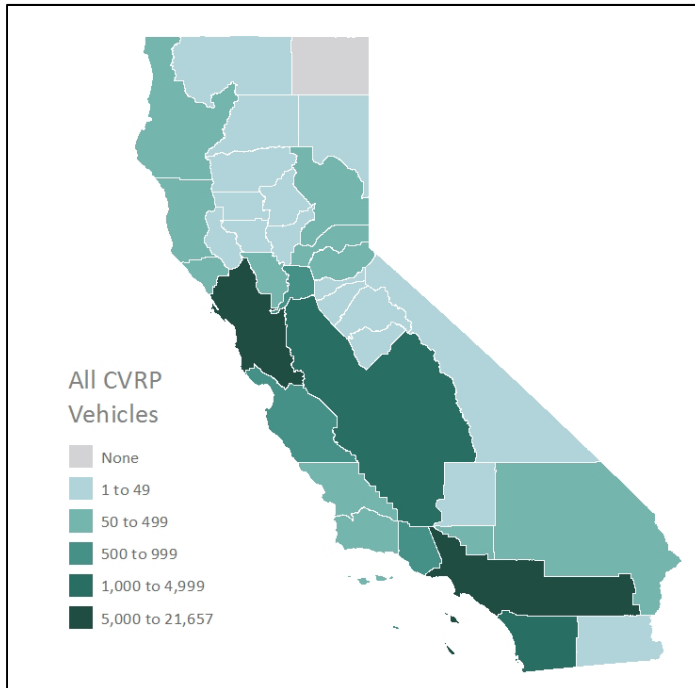 All CVRP
Vehicles
None
1 to 49
50 to 499
500 to 999
1,000 to 4,999
5,000 to 21,657